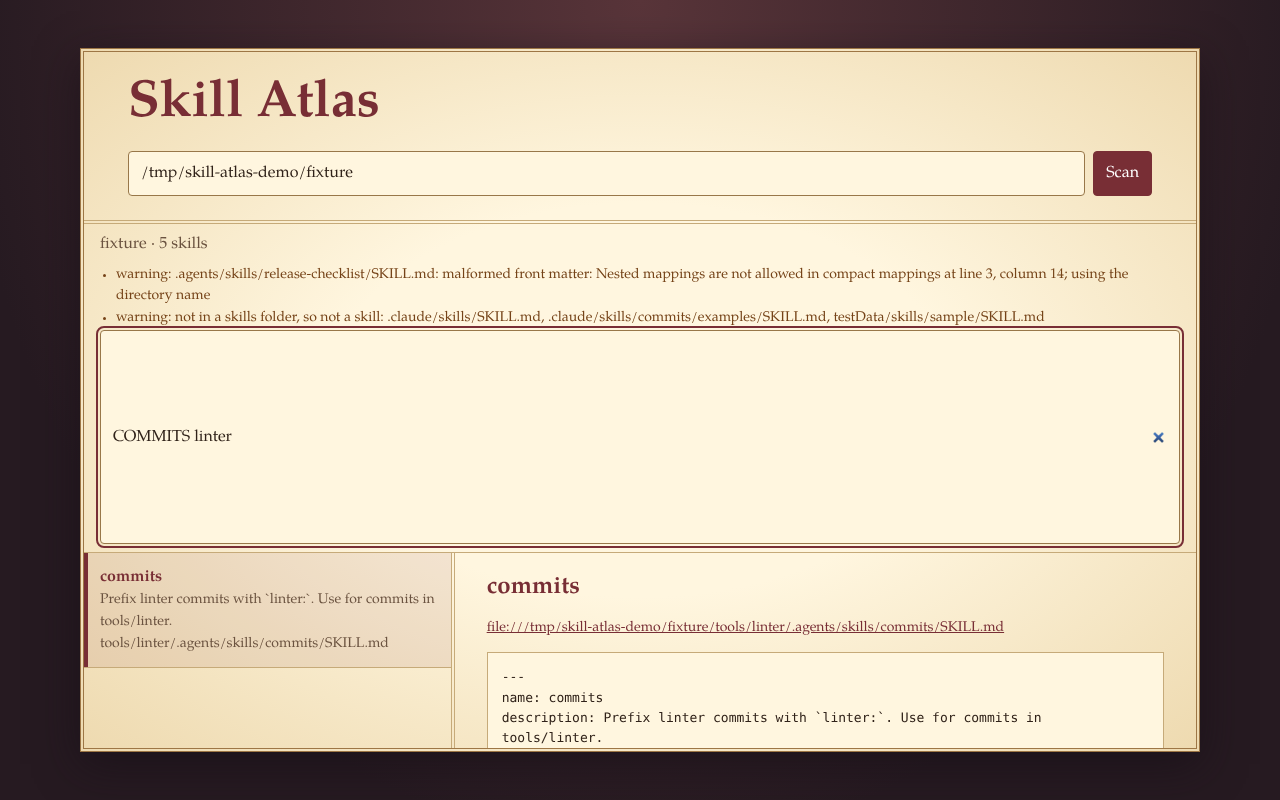 Skill Atlas
/tmp/skill-atlas-demo/fixture
Scan
fixture · 5 skills
• warning: .agents/skills/release-checklist/SKILL.md: malformed front matter: Nested mappings are not allowed in compact mappings at line 3, column 14; using the
directory name
• warning: not in a skills folder, so not a skill: .claude/skills/SKILL.md, .claude/skills/commits/examples/SKILL.md, testData/skills/sample/SKILL.md
COMMITS linter
commits
Prefix linter commits with `linter:`. Use for commits in
tools/linter.
tools/linter/.agents/skills/commits/SKILL.md
commits
file:///tmp/skill-atlas-demo/fixture/tools/linter/.agents/skills/commits/SKILL.md
---
name: commits
description: Prefix linter commits with `linter:`. Use for commits in
tools/linter.